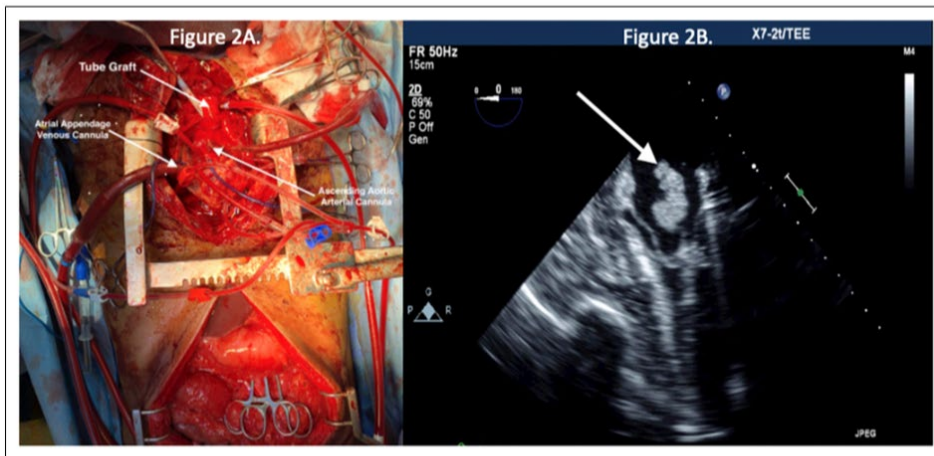 Figure 2A.
Tube Graft
Atrial Appendage
Venous Cannula
Ascending Aortic
Arterial Cannula
Figure 2B.
X7-2t/TEE
FR 50Hz
15cm
M4
2D
69%
C 50
P Off
Gen
0 0 180
P
G
P R
JPEG